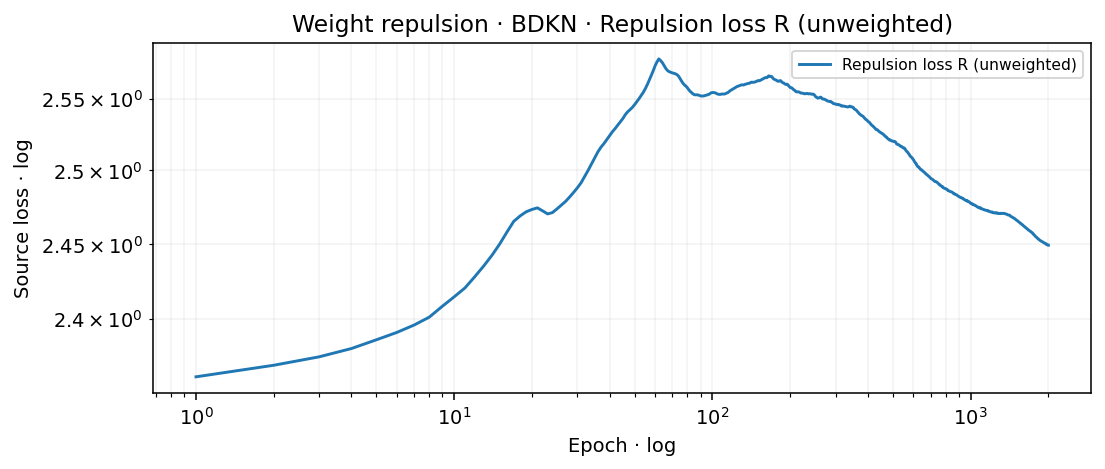 Weight repulsion · BDKN · Repulsion loss R (unweighted)
Repulsion loss R (unweighted)
2.55 × 10⁰
2.5 × 10⁰
2.45 × 10⁰
2.4 × 10⁰
Source loss · log
10⁰ 10¹ 10² 10³
Epoch · log